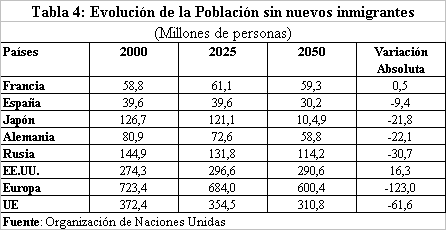 Tabla 4: Evolución de la Población sin nuevos inmigrantes
(Millones de personas)
Países 2000 2025 2050 Variación Absoluta
Francia 58,8 61,1 59,3 0,5
España 39,6 39,6 30,2 -9,4
Japón 126,7 121,1 10,4,9 -21,8
Alemania 80,9 72,6 58,8 -22,1
Rusia 144,9 131,8 114,2 -30,7
EE.UU. 274,3 296,6 290,6 16,3
Europa 723,4 684,0 600,4 -123,0
UE 372,4 354,5 310,8 -61,6
Fuente: Organización de Naciones Unidas